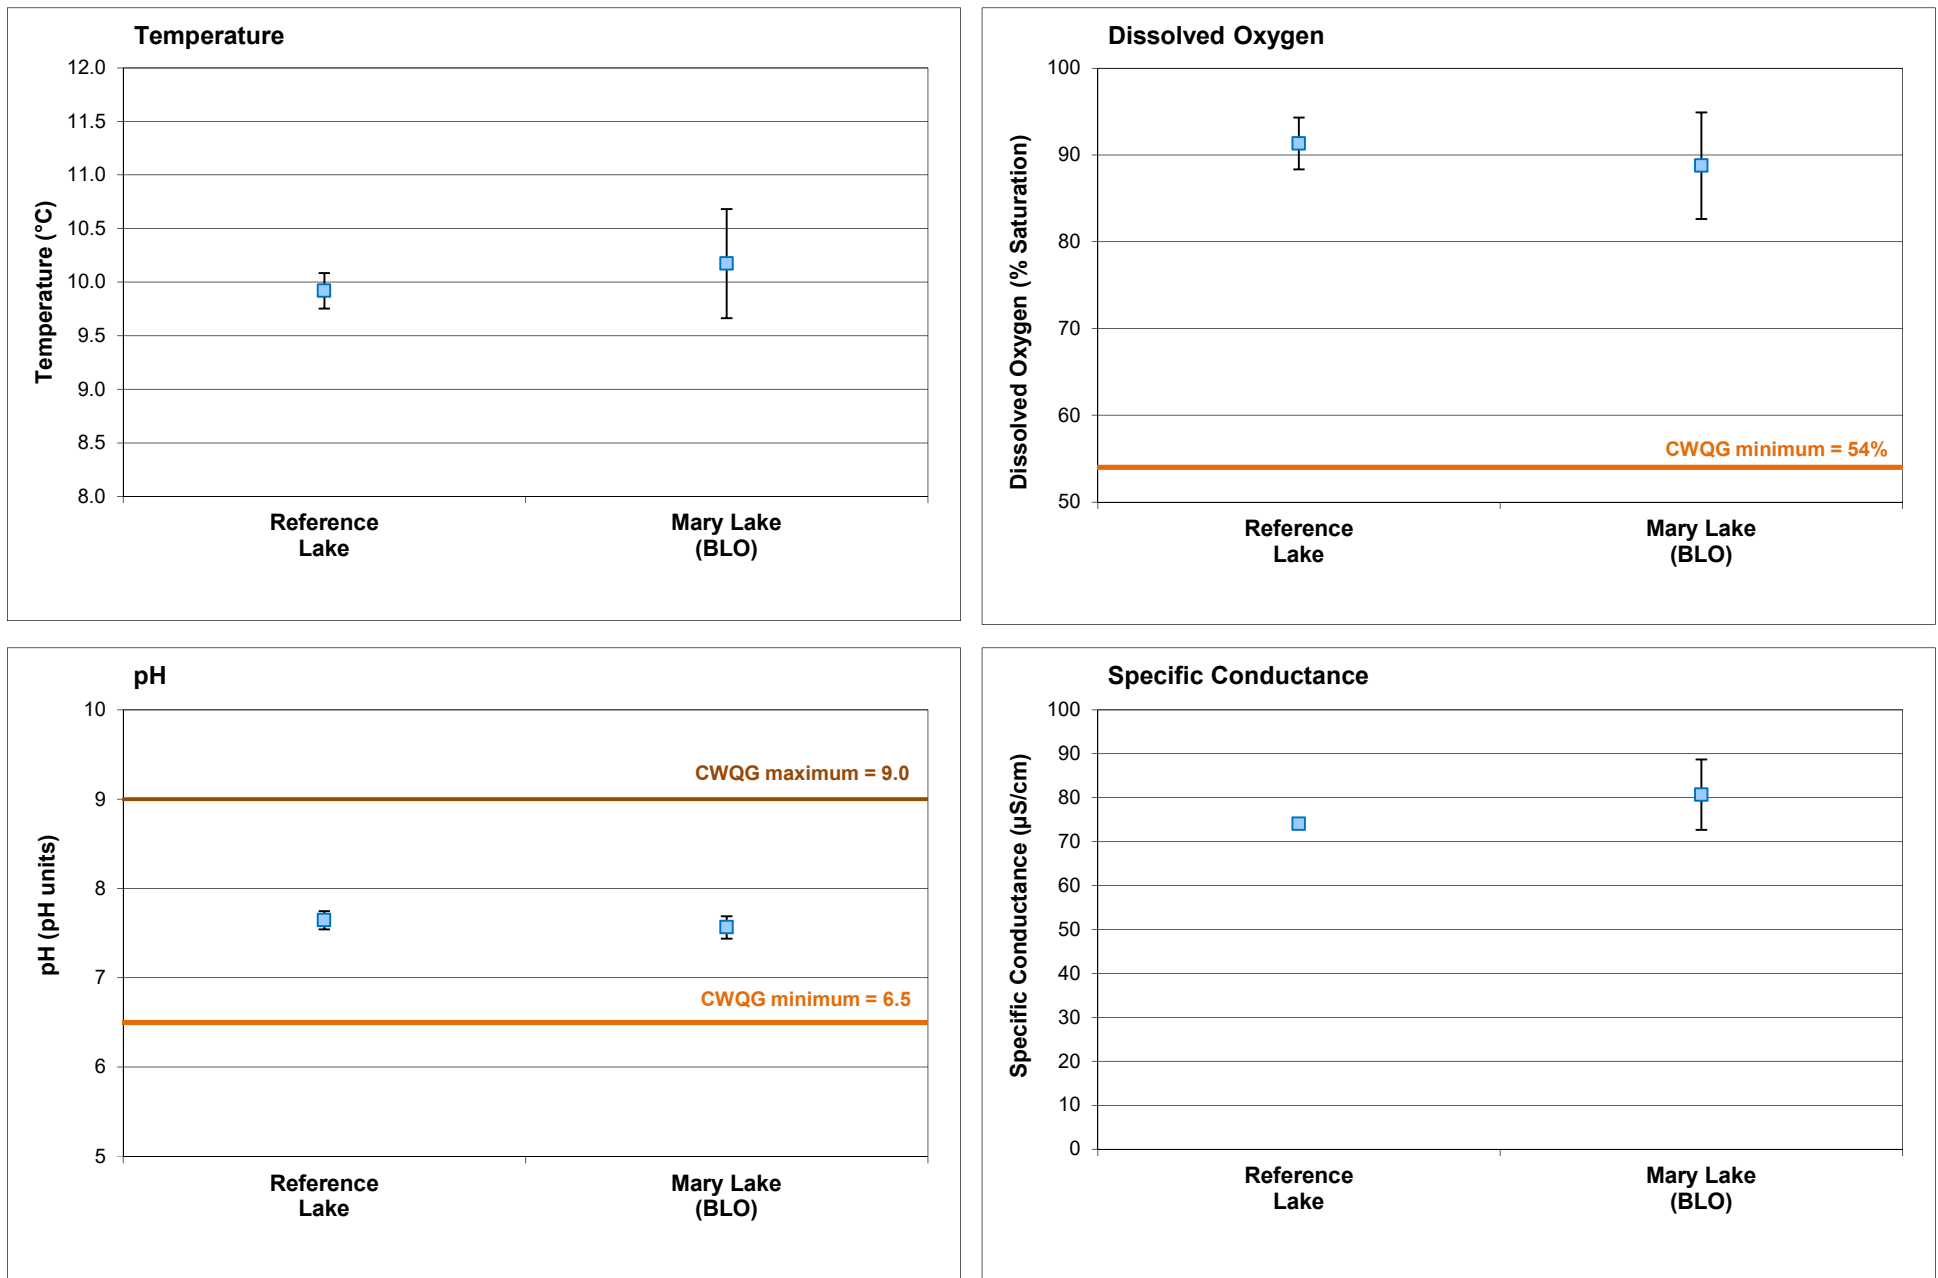 Temperature
12.0
11.5
11.0
10.5
10.0
9.5
9.0
8.5
8.0
Temperature (°C)
Reference
Lake
Mary Lake
(BLO)
Dissolved Oxygen
100
90
80
70
60
50
Dissolved Oxygen (% Saturation)
CWQG minimum = 54%
Reference
Lake
Mary Lake
(BLO)
pH
10
9
8
7
6
5
pH (pH units)
CWQG maximum = 9.0
CWQG minimum = 6.5
Reference
Lake
Mary Lake
(BLO)
Specific Conductance
100
90
80
70
60
50
40
30
20
10
0
Specific Conductance (µS/cm)
Reference
Lake
Mary Lake
(BLO)